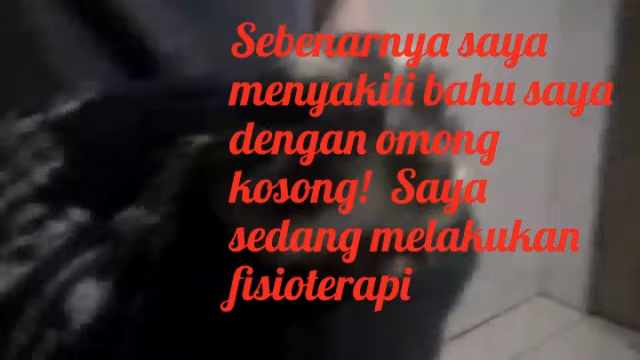 Sebenarnya saya
menyakiti bahu saya
dengan omong
kosong! Saya
sedang melakukan
fisioterapi